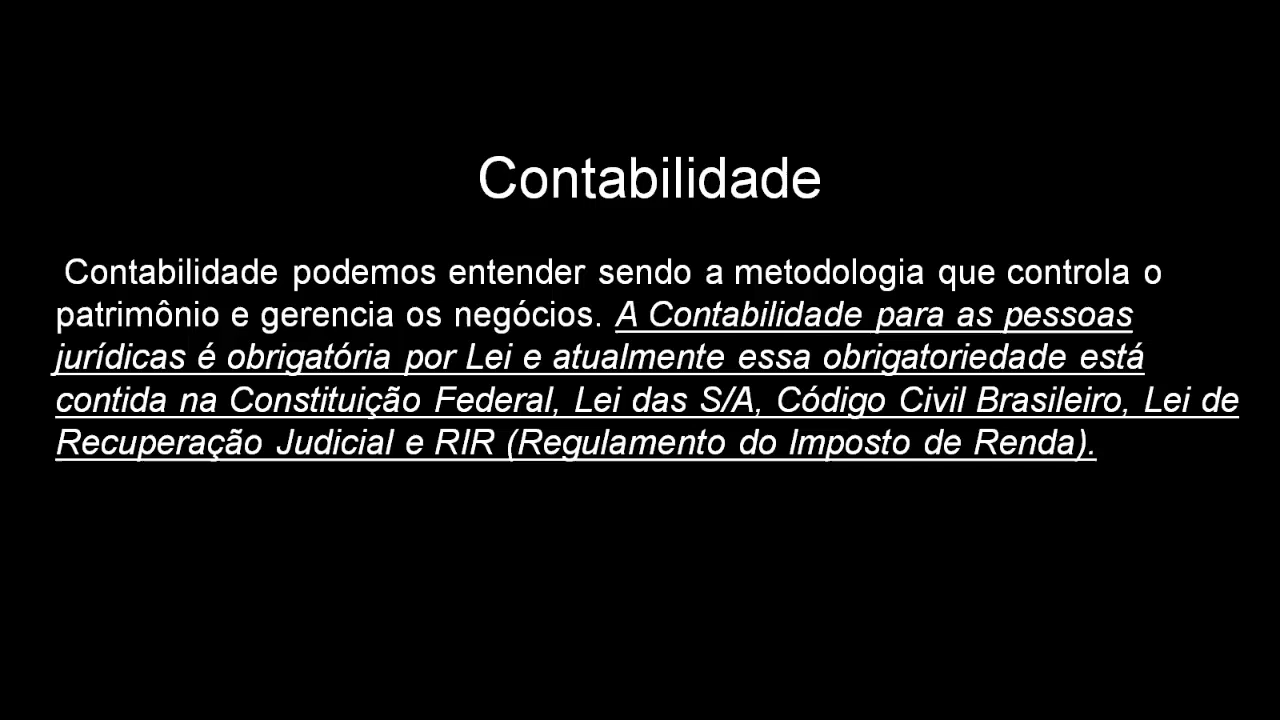 Contabilidade
Contabilidade podemos entender sendo a metodologia que controla o
patrimônio e gerencia os negócios. A Contabilidade para as pessoas
jurídicas é obrigatória por Lei e atualmente essa obrigatoriedade está
contida na Constituição Federal, Lei das S/A, Código Civil Brasileiro, Lei de
Recuperação Judicial e RIR (Regulamento do Imposto de Renda).